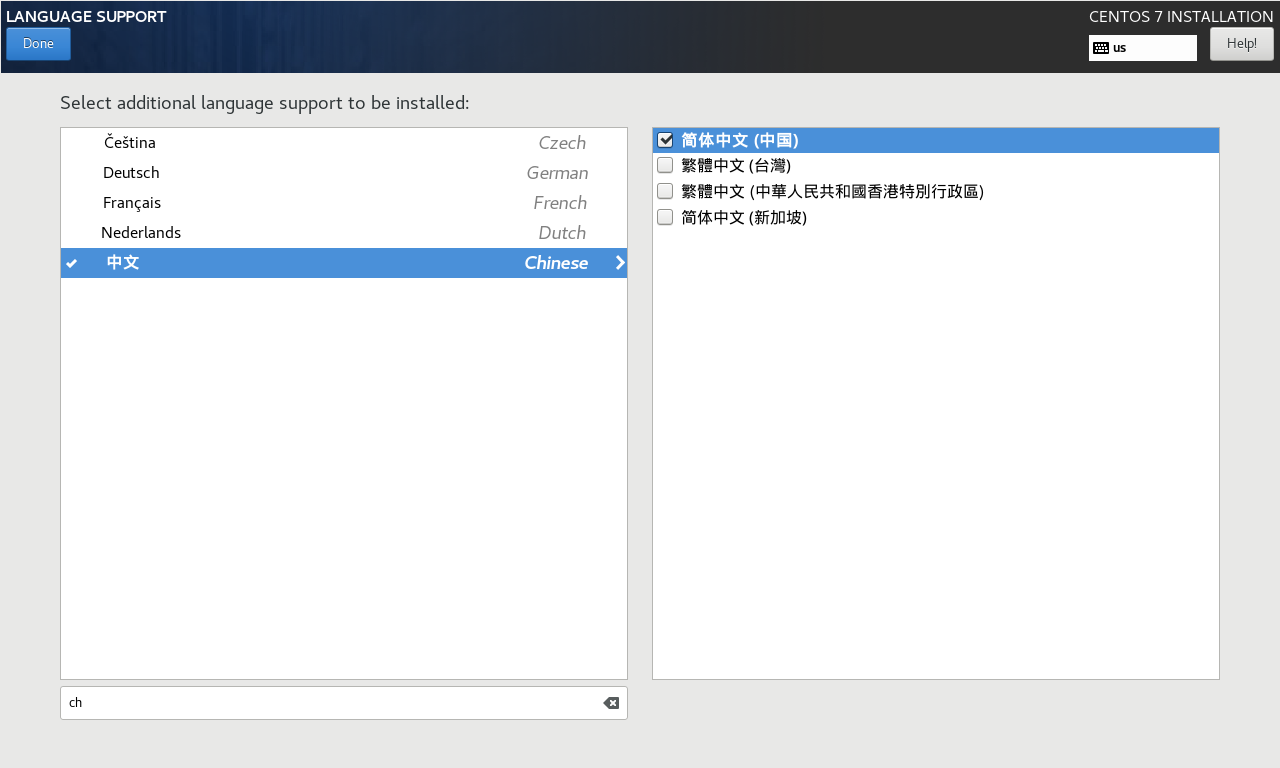 LANGUAGE SUPPORT
CENTOS 7 INSTALLATION
Done
us
Help!
Select additional language support to be installed:
Čeština Czech
Deutsch German
Français French
Nederlands Dutch
中文 Chinese
简体中文 (中国)
繁體中文 (台灣)
繁體中文 (中華人民共和國香港特別行政區)
简体中文 (新加坡)
ch